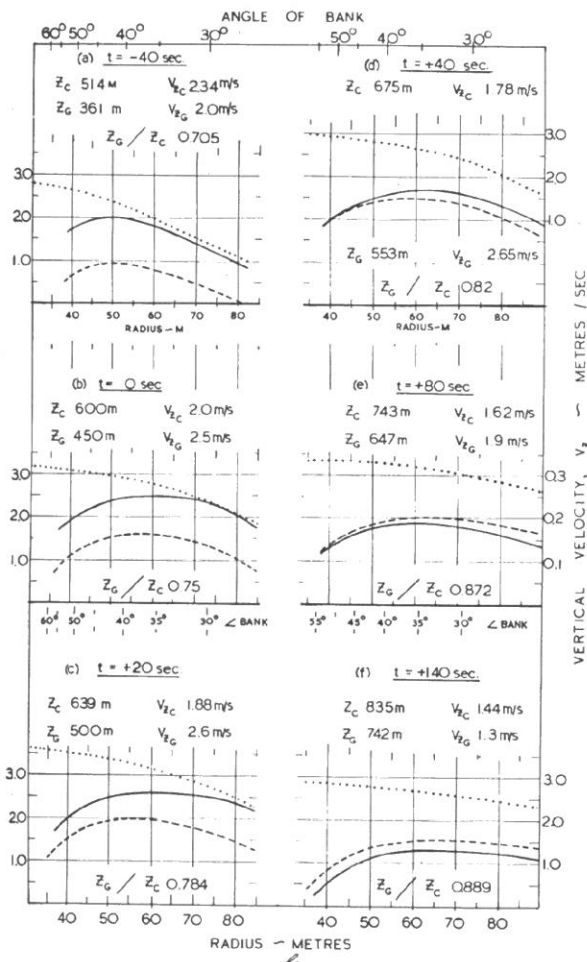 ANGLE OF BANK
60° 50° 40° 30°
50° 40° 30°
(a) t = -40 sec.
Z_C 514 M V_ZC 2.34 m/s
Z_G 361 m V_ZG 2.0 m/s
Z_G / Z_C 0.705
3.0
2.0
1.0
40 50 60 70 80
RADIUS - M
(d) t = +40 sec.
Z_C 675 m V_ZC 1.78 m/s
3.0
2.0
1.0
Z_G 553 m V_ZG 2.65 m/s
Z_G / Z_C 0.82
40 50 60 70 80
RADIUS - M
(b) t = 0 sec
Z_C 600 m V_ZC 2.0 m/s
Z_G 450 m V_ZG 2.5 m/s
3.0
2.0
1.0
Z_G / Z_C 0.75
60° 50° 40° 35° 30° ∠ BANK
(e) t = +80 sec
Z_C 743 m V_ZC 1.62 m/s
Z_G 647 m V_ZG 1.9 m/s
0.3
0.2
0.1
Z_G / Z_C 0.872
55° 45° 40° 35° 30° ∠ BANK
(c) t = +20 sec
Z_C 639 m V_ZC 1.88 m/s
Z_G 500 m V_ZG 2.6 m/s
3.0
2.0
1.0
Z_G / Z_C 0.784
40 50 60 70 80
(f) t = +140 sec.
Z_C 835 m V_ZC 1.44 m/s
Z_G 742 m V_ZG 1.3 m/s
3.0
2.0
1.0
Z_G / Z_C 0.889
40 50 60 70 80
RADIUS ~ METRES
VERTICAL VELOCITY, V_Z ~ METRES / SEC